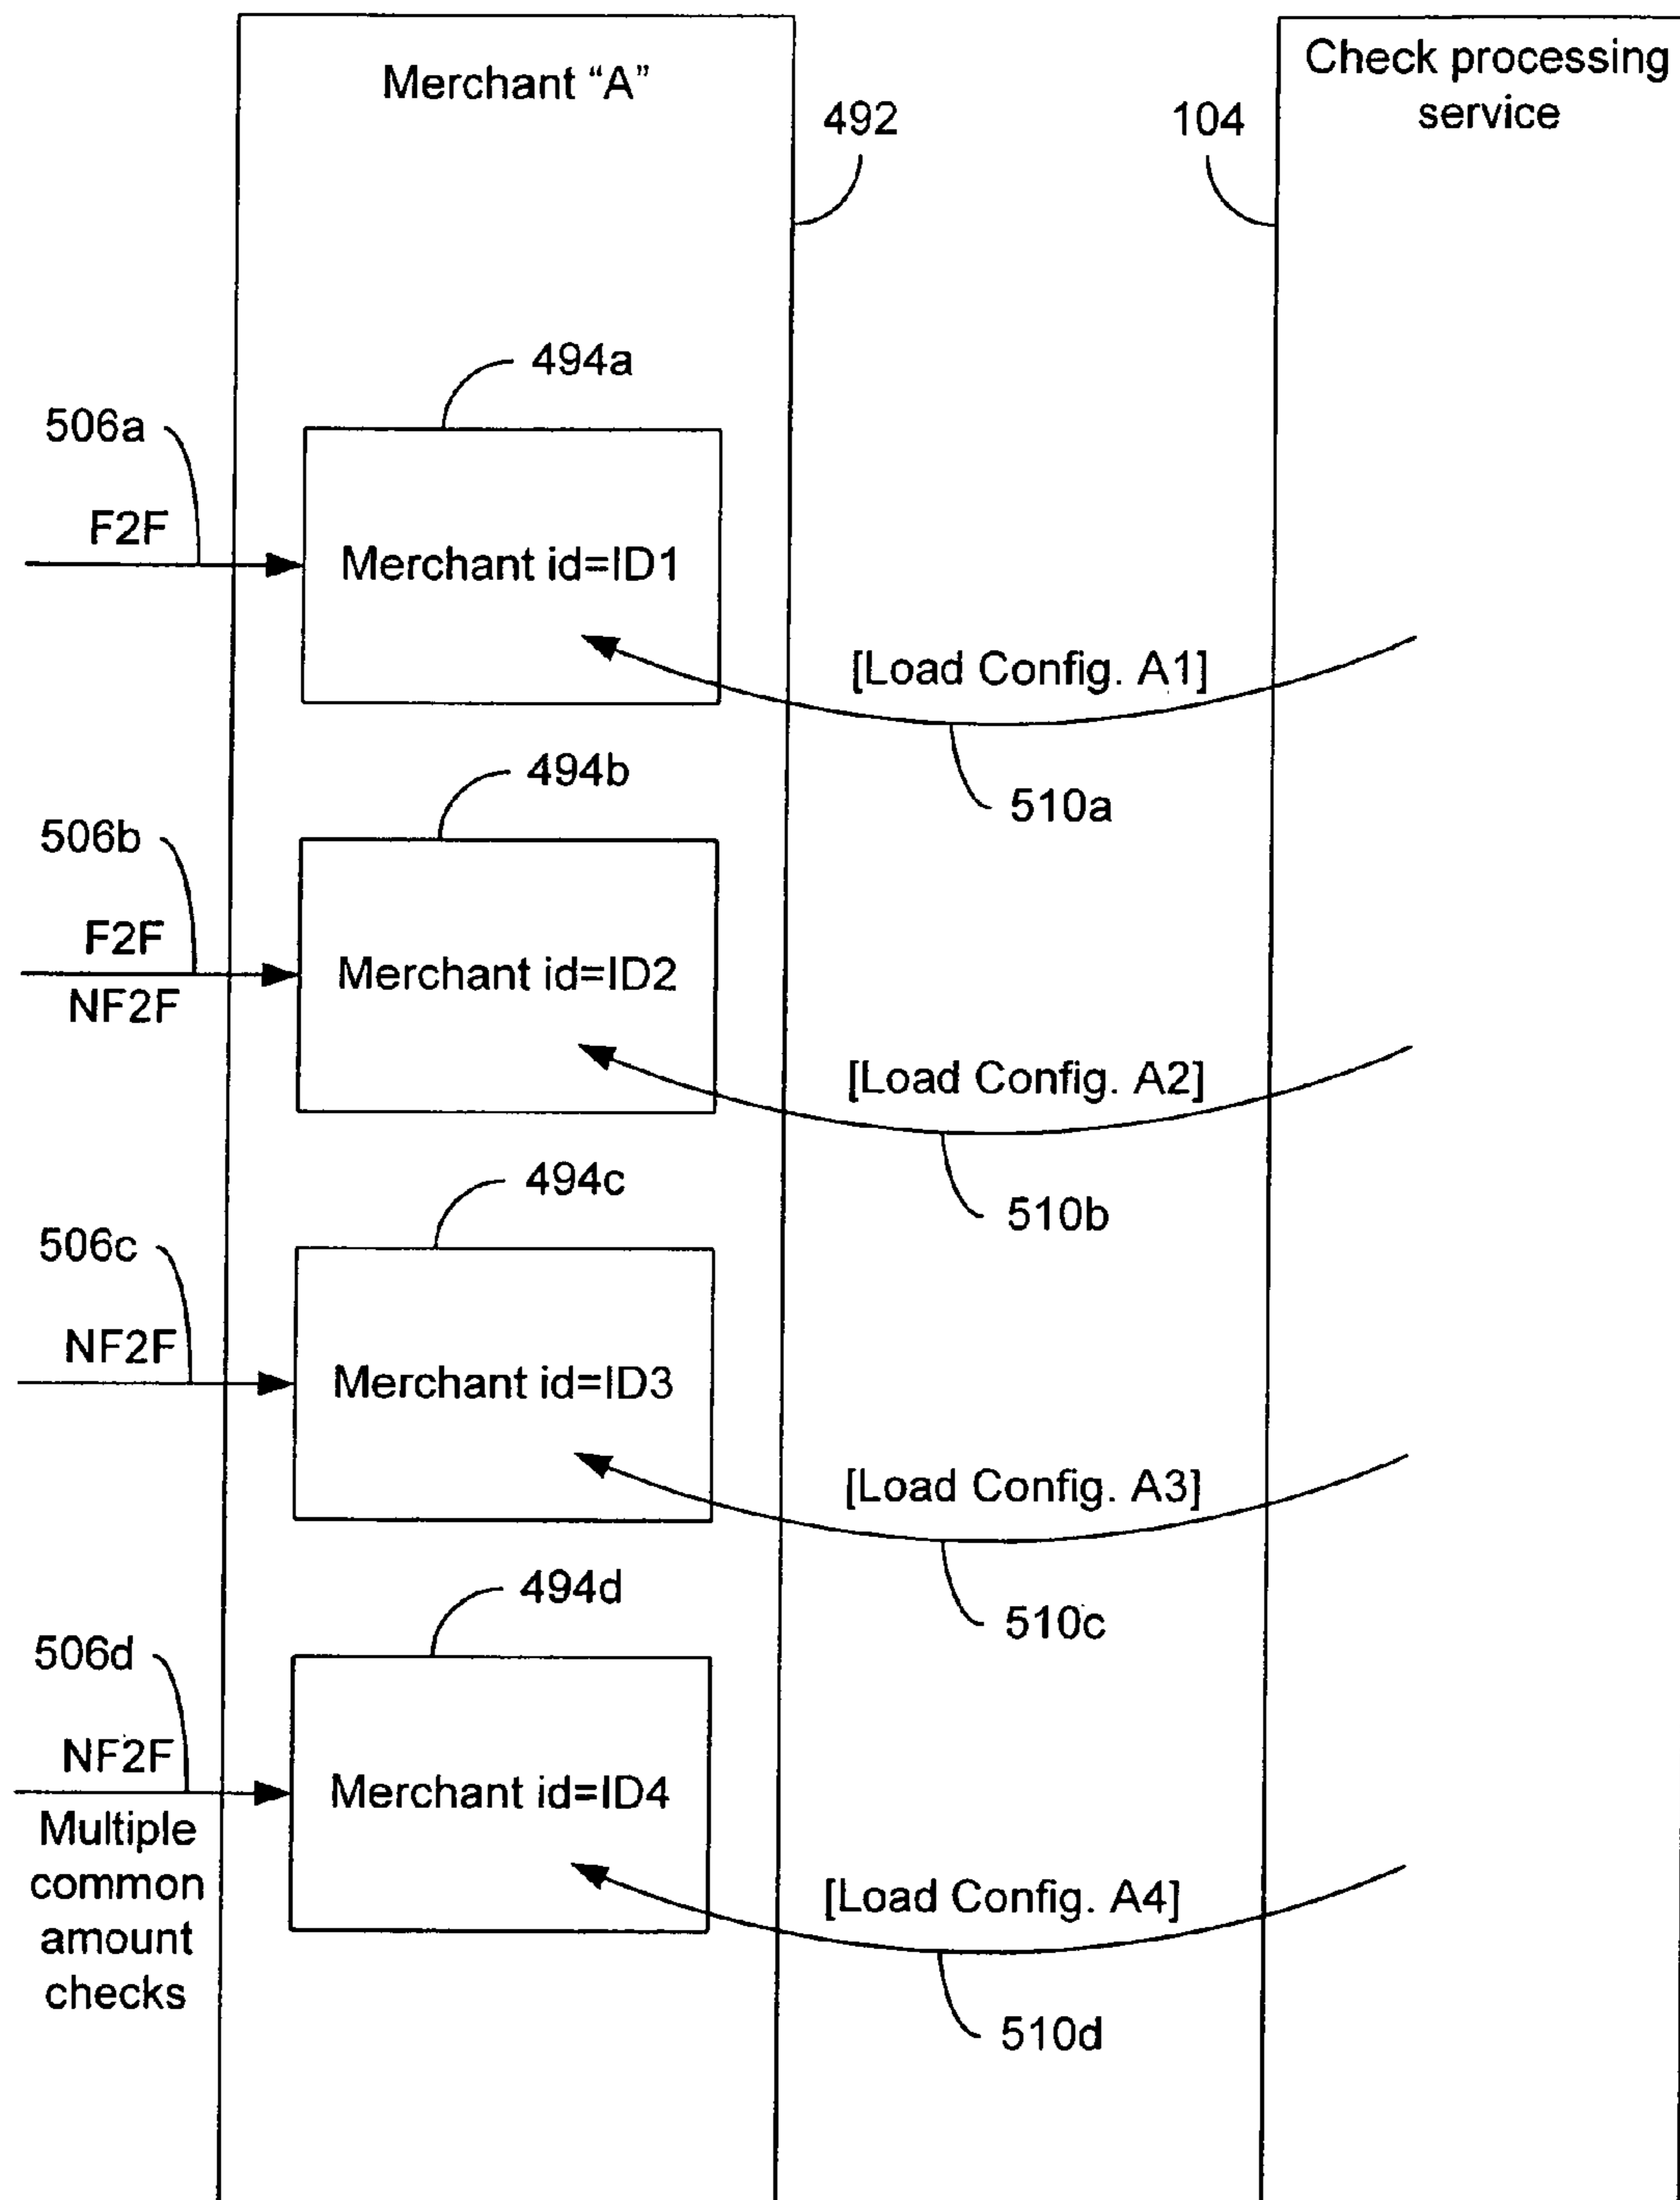 Merchant “A”
Check processing
service
492
104
494a
506a
F2F
Merchant id=ID1
[Load Config. A1]
510a
494b
506b
F2F
NF2F
Merchant id=ID2
[Load Config. A2]
510b
494c
506c
NF2F
Merchant id=ID3
[Load Config. A3]
510c
494d
506d
NF2F
Multiple
common
amount
checks
Merchant id=ID4
[Load Config. A4]
510d